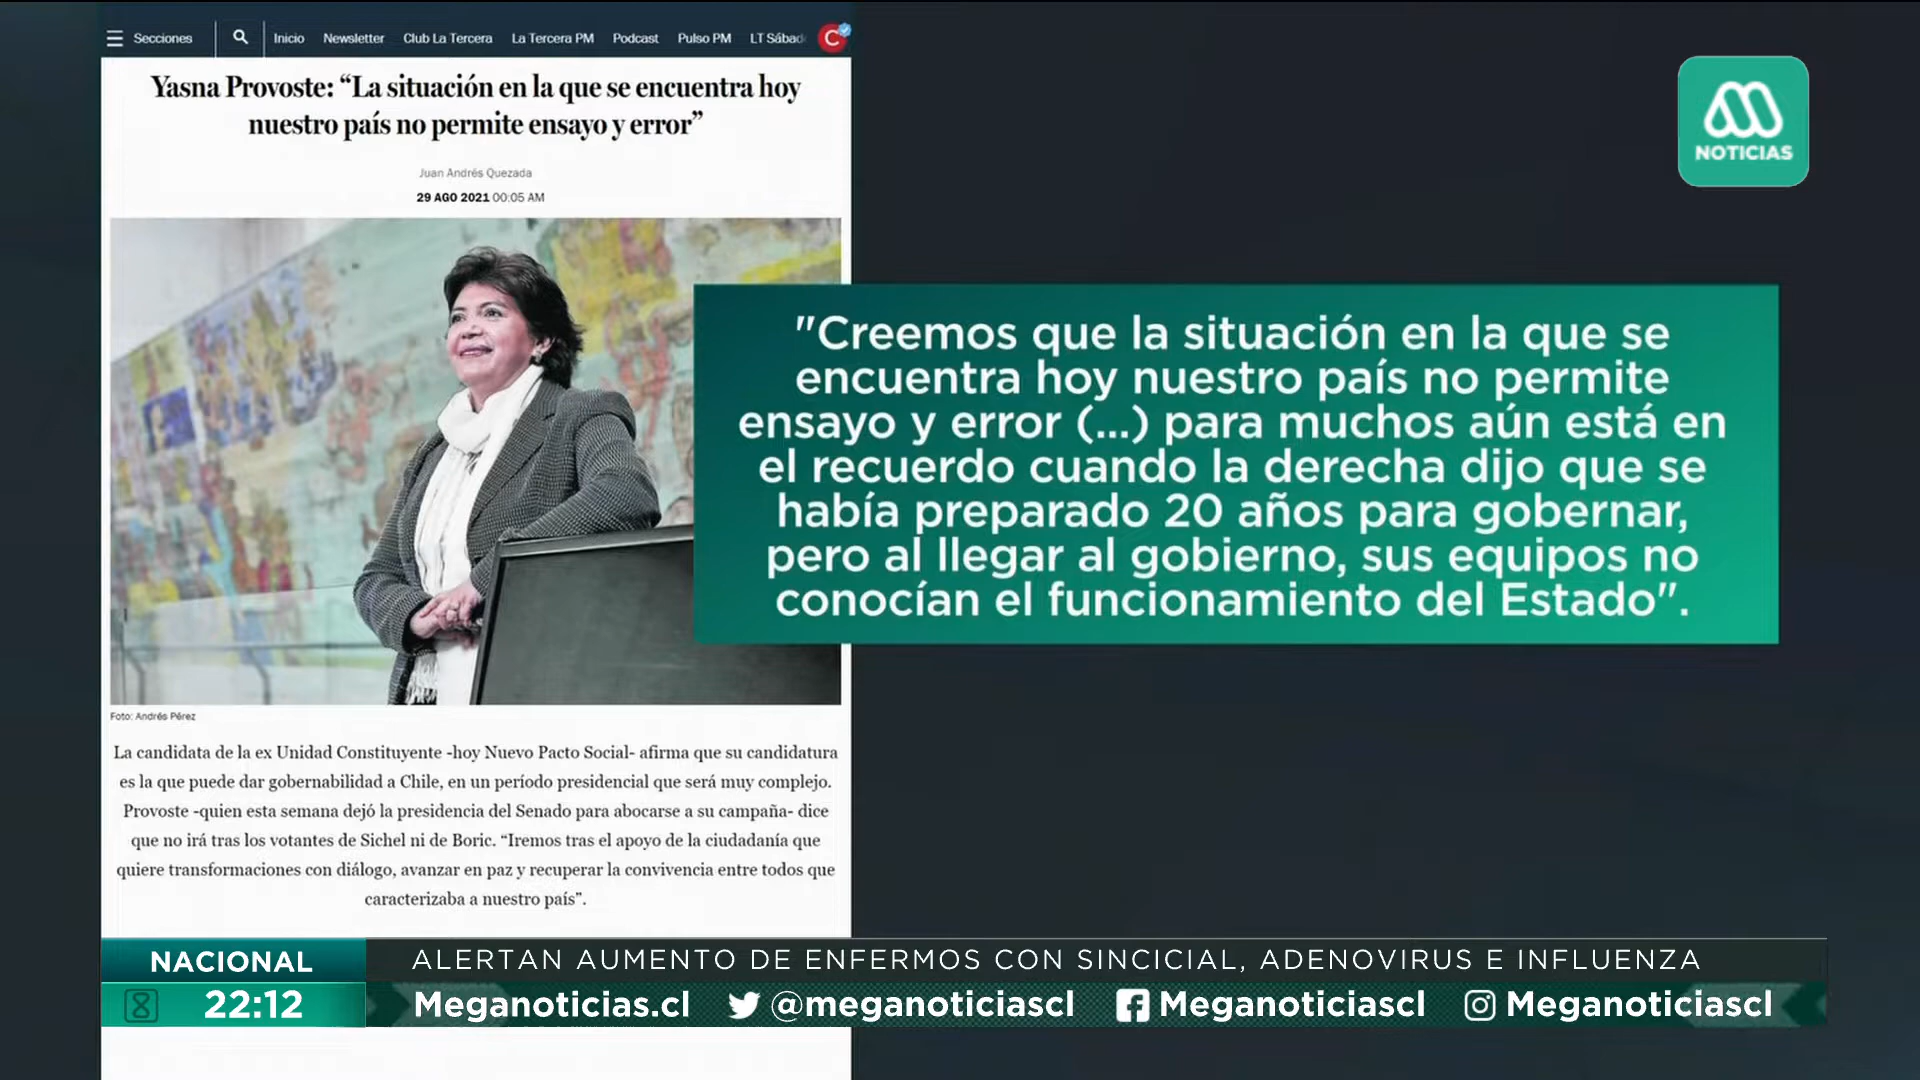 Secciones
Inicio
Newsletter
Club La Tercera
La Tercera PM
Podcast
Pulso PM
LT Sábado
C
Yasna Provoste: “La situación en la que se encuentra hoy
nuestro país no permite ensayo y error”
Juan Andrés Quezada
29 AGO 2021 00:05 AM
NOTICIAS
"Creemos que la situación en la que se
encuentra hoy nuestro país no permite
ensayo y error (...) para muchos aún está en
el recuerdo cuando la derecha dijo que se
había preparado 20 años para gobernar,
pero al llegar al gobierno, sus equipos no
conocían el funcionamiento del Estado".
Foto: Andrés Pérez
La candidata de la ex Unidad Constituyente -hoy Nuevo Pacto Social- afirma que su candidatura
es la que puede dar gobernabilidad a Chile, en un período presidencial que será muy complejo.
Provoste -quien esta semana dejó la presidencia del Senado para abocarse a su campaña- dice
que no irá tras los votantes de Sichel ni de Boric. “Iremos tras el apoyo de la ciudadanía que
quiere transformaciones con diálogo, avanzar en paz y recuperar la convivencia entre todos que
caracterizaba a nuestro país”.
NACIONAL
ALERTAN AUMENTO DE ENFERMOS CON SINCICIAL, ADENOVIRUS E INFLUENZA
22:12
Meganoticias.cl
@meganoticiascl
Meganoticiascl
Meganoticiascl